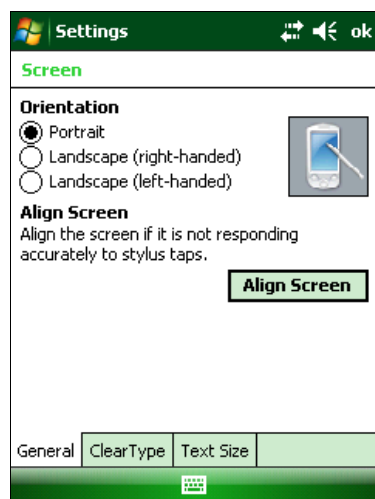 Settings
ok
Screen
Orientation
Portrait
Landscape (right-handed)
Landscape (left-handed)
Align Screen
Align the screen if it is not responding
accurately to stylus taps.
Align Screen
General ClearType Text Size